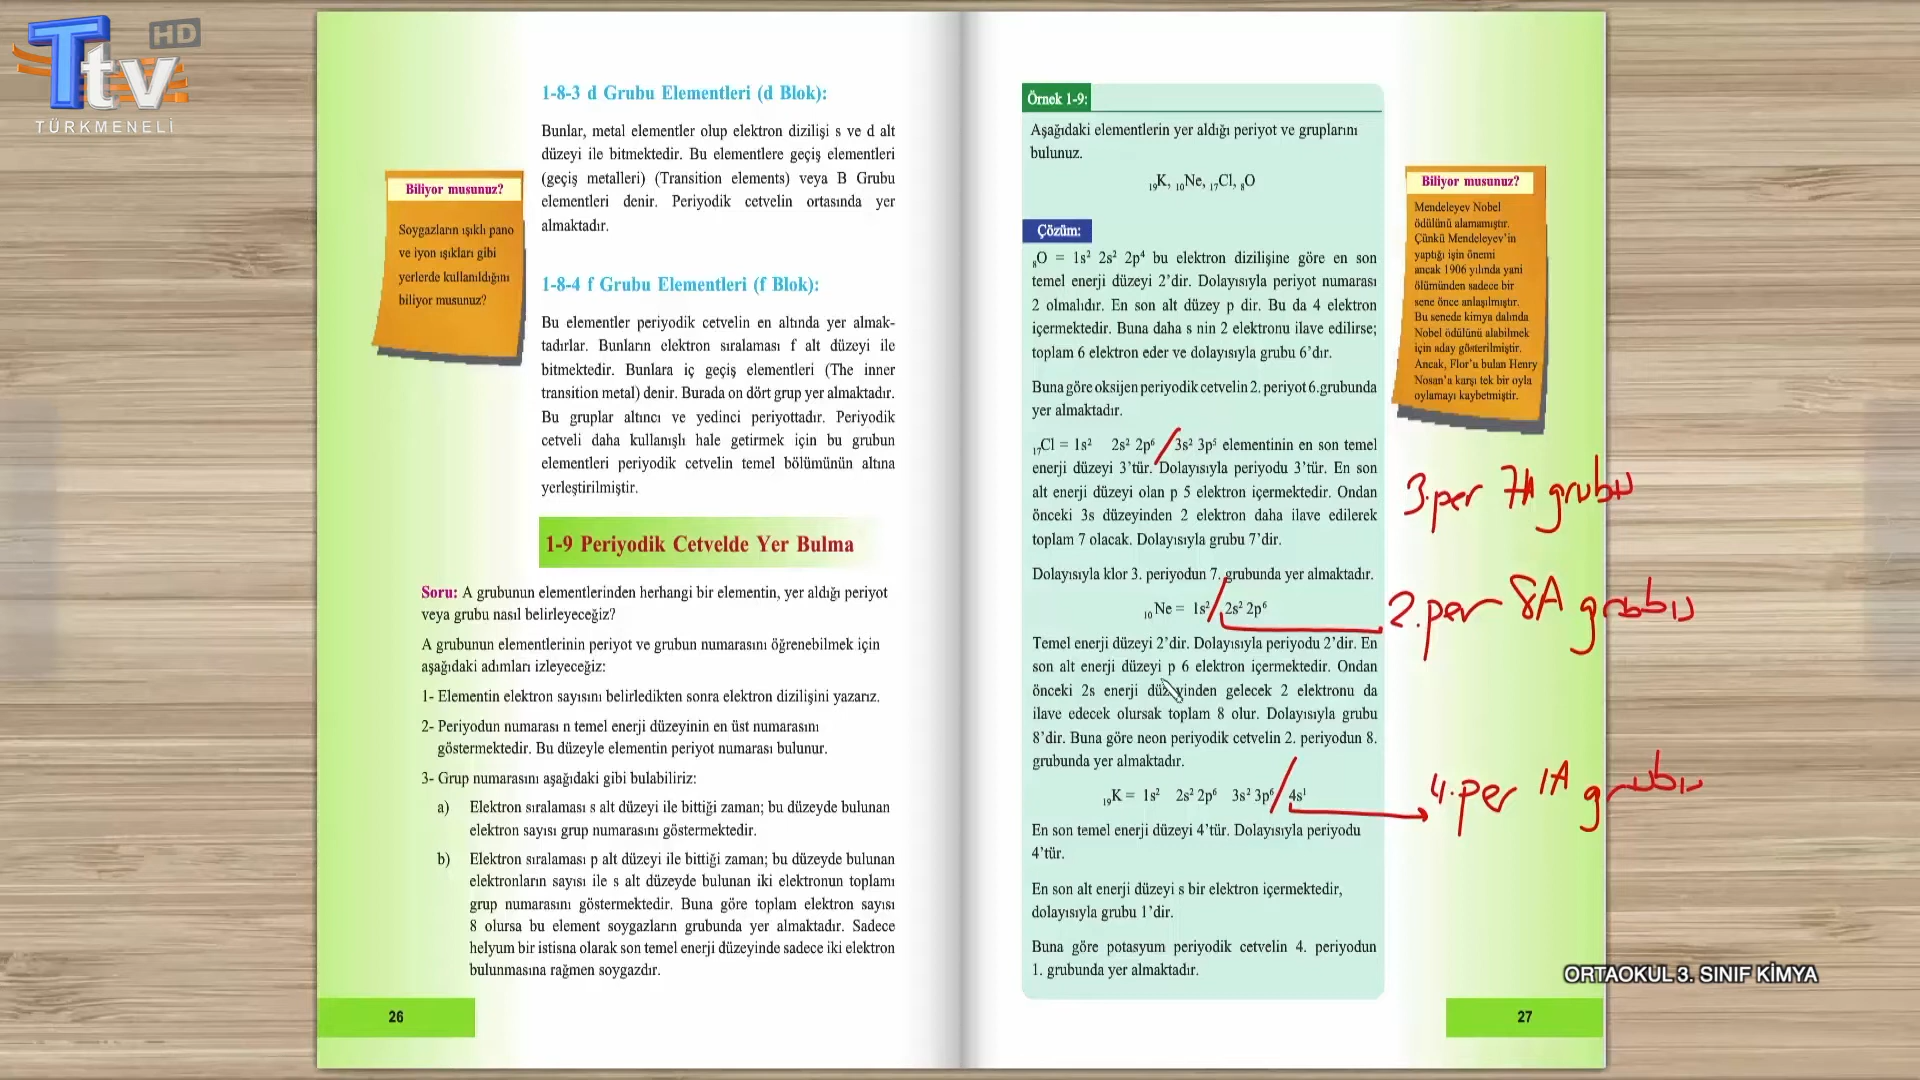 Ttv HD
TÜRKMENELİ
1-8-3 d Grubu Elementleri (d Blok):
Bunlar, metal elementler olup elektron dizilişi s ve d alt
düzeyi ile bitmektedir. Bu elementlere geçiş elementleri
(geçiş metalleri) (Transition elements) veya B Grubu
elementleri denir. Periyodik cetvelin ortasında yer
almaktadır.
Biliyor musunuz?
Soygazların ışıklı pano
ve iyon ışıkları gibi
yerlerde kullanıldığını
biliyor musunuz?
1-8-4 f Grubu Elementleri (f Blok):
Bu elementler periyodik cetvelin en altında yer almak-
tadırlar. Bunların elektron sıralaması f alt düzeyi ile
bitmektedir. Bunlara iç geçiş elementleri (The inner
transition metal) denir. Burada on dört grup yer almaktadır.
Bu gruplar altıncı ve yedinci periyottadır. Periyodik
cetveli daha kullanışlı hale getirmek için bu grubun
elementleri periyodik cetvelin temel bölümünün altına
yerleştirilmiştir.
1-9 Periyodik Cetvelde Yer Bulma
Soru: A grubunun elementlerinden herhangi bir elementin, yer aldığı periyot
veya grubu nasıl belirleyeceğiz?
A grubunun elementlerinin periyot ve grubun numarasını öğrenebilmek için
aşağıdaki adımları izleyeceğiz:
1- Elementin elektron sayısını belirledikten sonra elektron dizilişini yazarız.
2- Periyodun numarası n temel enerji düzeyinin en üst numarasını
göstermektedir. Bu düzeyle elementin periyot numarası bulunur.
3- Grup numarasını aşağıdaki gibi bulabiliriz:
a) Elektron sıralaması s alt düzeyi ile bittiği zaman; bu düzeyde bulunan
elektron sayısı grup numarasını göstermektedir.
b) Elektron sıralaması p alt düzeyi ile bittiği zaman; bu düzeyde bulunan
elektronların sayısı ile s alt düzeyde bulunan iki elektronun toplamı
grup numarasını göstermektedir. Buna göre toplam elektron sayısı
8 olursa bu element soygazların grubunda yer almaktadır. Sadece
helyum bir istisna olarak son temel enerji düzeyinde sadece iki elektron
bulunmasına rağmen soygazdır.
26
Örnek 1-9:
Aşağıdaki elementlerin yer aldığı periyot ve gruplarını
bulunuz.
₁₉K, ₁₀Ne, ₁₇Cl, ₈O
Çözüm:
₈O = 1s² 2s² 2p⁴ bu elektron dizilişine göre en son
temel enerji düzeyi 2’dir. Dolayısıyla periyot numarası
2 olmalıdır. En son alt düzey p dir. Bu da 4 elektron
içermektedir. Buna daha s nin 2 elektronu ilave edilirse;
toplam 6 elektron eder ve dolayısıyla grubu 6’dır.
Buna göre oksijen periyodik cetvelin 2. periyot 6.grubunda
yer almaktadır.
₁₇Cl = 1s² 2s² 2p⁶ 3s² 3p⁵ elementinin en son temel
enerji düzeyi 3’tür. Dolayısıyla periyodu 3’tür. En son
alt enerji düzeyi olan p 5 elektron içermektedir. Ondan
önceki 3s düzeyinden 2 elektron daha ilave edilerek
toplam 7 olacak. Dolayısıyla grubu 7’dir.
Dolayısıyla klor 3. periyodun 7. grubunda yer almaktadır.
₁₀Ne = 1s² 2s² 2p⁶
Temel enerji düzeyi 2’dir. Dolayısıyla periyodu 2’dir. En
son alt enerji düzeyi p 6 elektron içermektedir. Ondan
önceki 2s enerji düzeyinden gelecek 2 elektronu da
ilave edecek olursak toplam 8 olur. Dolayısıyla grubu
8’dir. Buna göre neon periyodik cetvelin 2. periyodun 8.
grubunda yer almaktadır.
₁₉K = 1s² 2s² 2p⁶ 3s² 3p⁶ 4s¹
En son temel enerji düzeyi 4’tür. Dolayısıyla periyodu
4’tür.
En son alt enerji düzeyi s bir elektron içermektedir,
dolayısıyla grubu 1’dir.
Buna göre potasyum periyodik cetvelin 4. periyodun
1. grubunda yer almaktadır.
Biliyor musunuz?
Mendeleyev Nobel
ödülünü alamamıştır.
Çünkü Mendeleyev’in
yaptığı işin önemi
ancak 1906 yılında yani
ölümünden sadece bir
sene önce anlaşılmıştır.
Bu senede kimya dalında
Nobel ödülünü alabilmek
için aday gösterilmiştir.
Ancak, Flor’u bulan Henry
Nosan’a karşı tek bir oyla
oylamayı kaybetmiştir.
3.per 7A grubu
2.per 8A grubu
4.per 1A grubu
ORTAOKUL 3. SINIF KİMYA
27